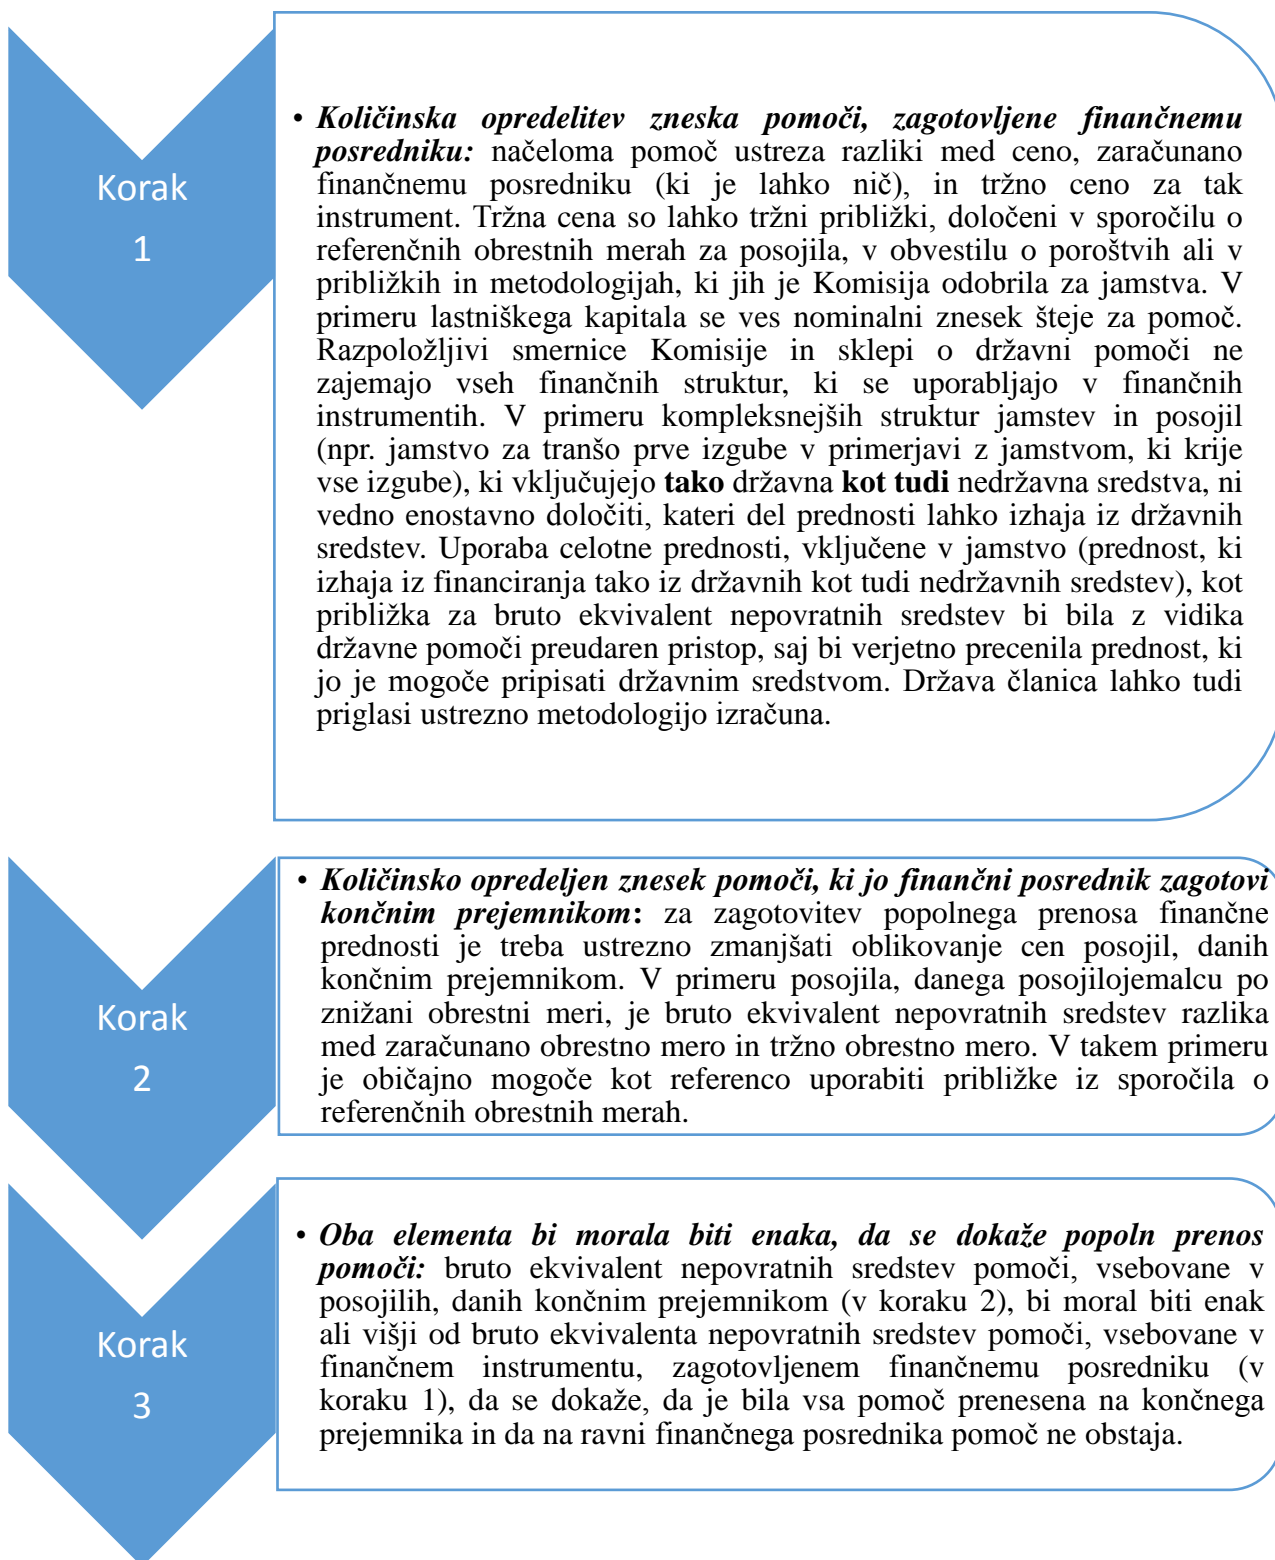 Korak
1
• Količinska opredelitev zneska pomoči, zagotovljene finančnemu
posredniku: načeloma pomoč ustreza razliki med ceno, zaračunano
finančnemu posredniku (ki je lahko nič), in tržno ceno za tak
instrument. Tržna cena so lahko tržni približki, določeni v sporočilu o
referenčnih obrestnih merah za posojila, v obvestilu o poroštvih ali v
približkih in metodologijah, ki jih je Komisija odobrila za jamstva. V
primeru lastniškega kapitala se ves nominalni znesek šteje za pomoč.
Razpoložljivi smernice Komisije in sklepi o državni pomoči ne
zajemajo vseh finančnih struktur, ki se uporabljajo v finančnih
instrumentih. V primeru kompleksnejših struktur jamstev in posojil
(npr. jamstvo za tranšo prve izgube v primerjavi z jamstvom, ki krije
vse izgube), ki vključujejo tako državna kot tudi nedržavna sredstva, ni
vedno enostavno določiti, kateri del prednosti lahko izhaja iz državnih
sredstev. Uporaba celotne prednosti, vključene v jamstvo (prednost, ki
izhaja iz financiranja tako iz državnih kot tudi nedržavnih sredstev), kot
približka za bruto ekvivalent nepovratnih sredstev bi bila z vidika
državne pomoči preudaren pristop, saj bi verjetno precenila prednost, ki
jo je mogoče pripisati državnim sredstvom. Država članica lahko tudi
priglasi ustrezno metodologijo izračuna.
Korak
2
• Količinsko opredeljen znesek pomoči, ki jo finančni posrednik zagotovi
končnim prejemnikom: za zagotovitev popolnega prenosa finančne
prednosti je treba ustrezno zmanjšati oblikovanje cen posojil, danih
končnim prejemnikom. V primeru posojila, danega posojilojemalcu po
znižani obrestni meri, je bruto ekvivalent nepovratnih sredstev razlika
med zaračunano obrestno mero in tržno obrestno mero. V takem primeru
je običajno mogoče kot referenco uporabiti približke iz sporočila o
referenčnih obrestnih merah.
Korak
3
• Oba elementa bi morala biti enaka, da se dokaže popoln prenos
pomoči: bruto ekvivalent nepovratnih sredstev pomoči, vsebovane v
posojilih, danih končnim prejemnikom (v koraku 2), bi moral biti enak
ali višji od bruto ekvivalenta nepovratnih sredstev pomoči, vsebovane v
finančnem instrumentu, zagotovljenem finančnemu posredniku (v
koraku 1), da se dokaže, da je bila vsa pomoč prenesena na končnega
prejemnika in da na ravni finančnega posrednika pomoč ne obstaja.